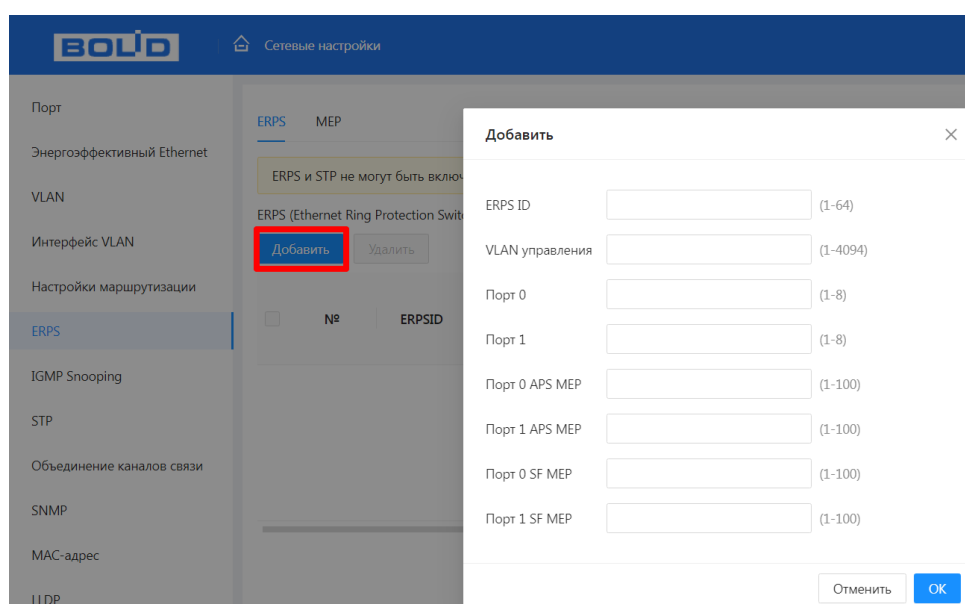 BOLID
Сетевые настройки
Порт
Энергоэффективный Ethernet
VLAN
Интерфейс VLAN
Настройки маршрутизации
ERPS
IGMP Snooping
STP
Объединение каналов связи
SNMP
MAC-адрес
LLDP
ERPS MEP
ERPS и STP не могут быть включ
ERPS (Ethernet Ring Protection Swit
Добавить Удалить
№ ERPSID
Добавить
ERPS ID (1-64)
VLAN управления (1-4094)
Порт 0 (1-8)
Порт 1 (1-8)
Порт 0 APS MEP (1-100)
Порт 1 APS MEP (1-100)
Порт 0 SF MEP (1-100)
Порт 1 SF MEP (1-100)
Отменить OK